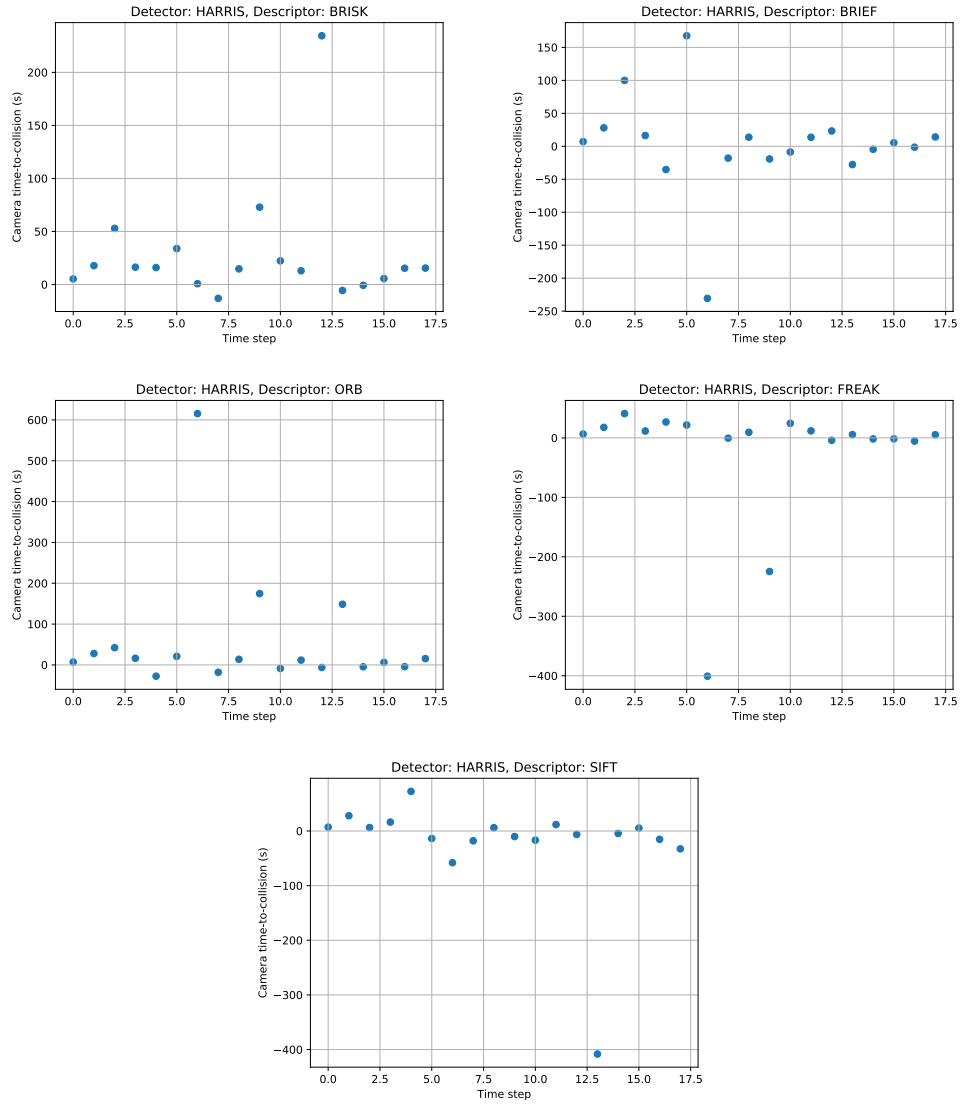 Detector: HARRIS, Descriptor: BRISK
Camera time-to-collision (s)
200
150
100
50
0
0.0 2.5 5.0 7.5 10.0 12.5 15.0 17.5
Time step
Detector: HARRIS, Descriptor: BRIEF
Camera time-to-collision (s)
150
100
50
0
−50
−100
−150
−200
−250
0.0 2.5 5.0 7.5 10.0 12.5 15.0 17.5
Time step
Detector: HARRIS, Descriptor: ORB
Camera time-to-collision (s)
600
500
400
300
200
100
0
0.0 2.5 5.0 7.5 10.0 12.5 15.0 17.5
Time step
Detector: HARRIS, Descriptor: FREAK
Camera time-to-collision (s)
0
−100
−200
−300
−400
0.0 2.5 5.0 7.5 10.0 12.5 15.0 17.5
Time step
Detector: HARRIS, Descriptor: SIFT
Camera time-to-collision (s)
0
−100
−200
−300
−400
0.0 2.5 5.0 7.5 10.0 12.5 15.0 17.5
Time step